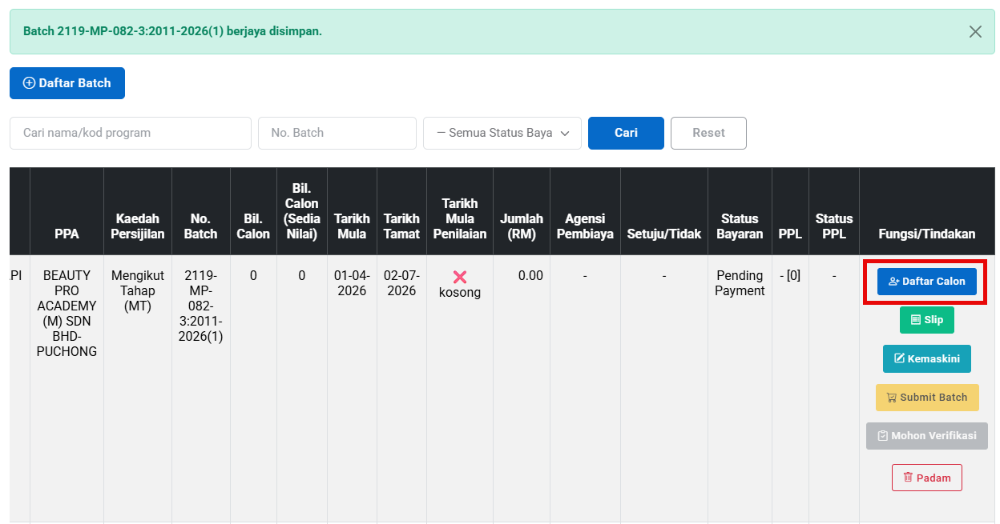 Batch 2119-MP-082-3:2011-2026(1) berjaya disimpan.
Daftar Batch
Cari nama/kod program
No. Batch
— Semua Status Baya
Cari
Reset
PPA
Kaedah
Persijilan
No.
Batch
Bil.
Calon
Bil.
Calon
(Sedia
Nilai)
Tarikh
Mula
Tarikh
Tamat
Tarikh
Mula
Penilaian
Jumlah
(RM)
Agensi
Pembiaya
Setuju/Tidak
Status
Bayaran
PPL
Status
PPL
Fungsi/Tindakan
PI
BEAUTY
PRO
ACADEMY
(M) SDN
BHD-
PUCHONG
Mengikut
Tahap
(MT)
2119-
MP-
082-
3:2011-
2026(1)
0
0
01-04-
2026
02-07-
2026
❌
kosong
0.00
-
-
Pending
Payment
- [0]
-
Daftar Calon
Slip
Kemaskini
Submit Batch
Mohon Verifikasi
Padam